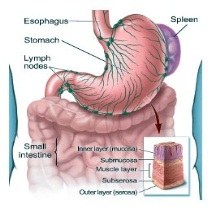 Esophagus
Spleen
Stomach
Lymph
nodes
Small
intestine
Inner layer (mucosa)
Submucosa
Muscle layer
Subserosa
Outer layer (serosa)